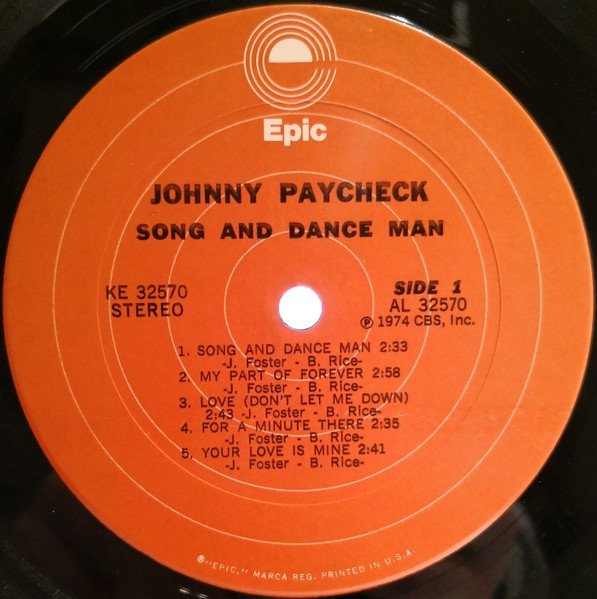 Epic
JOHNNY PAYCHECK
SONG AND DANCE MAN
KE 32570
STEREO
SIDE 1
AL 32570
℗ 1974 CBS, Inc.
1. SONG AND DANCE MAN 2:33
-J. Foster - B. Rice-
2. MY PART OF FOREVER 2:58
-J. Foster - B. Rice-
3. LOVE (DON'T LET ME DOWN)
2:43 -J. Foster - B. Rice-
4. FOR A MINUTE THERE 2:35
-J. Foster - B. Rice-
5. YOUR LOVE IS MINE 2:41
-J. Foster - B. Rice-
®"EPIC," MARCA REG. PRINTED IN U.S.A.